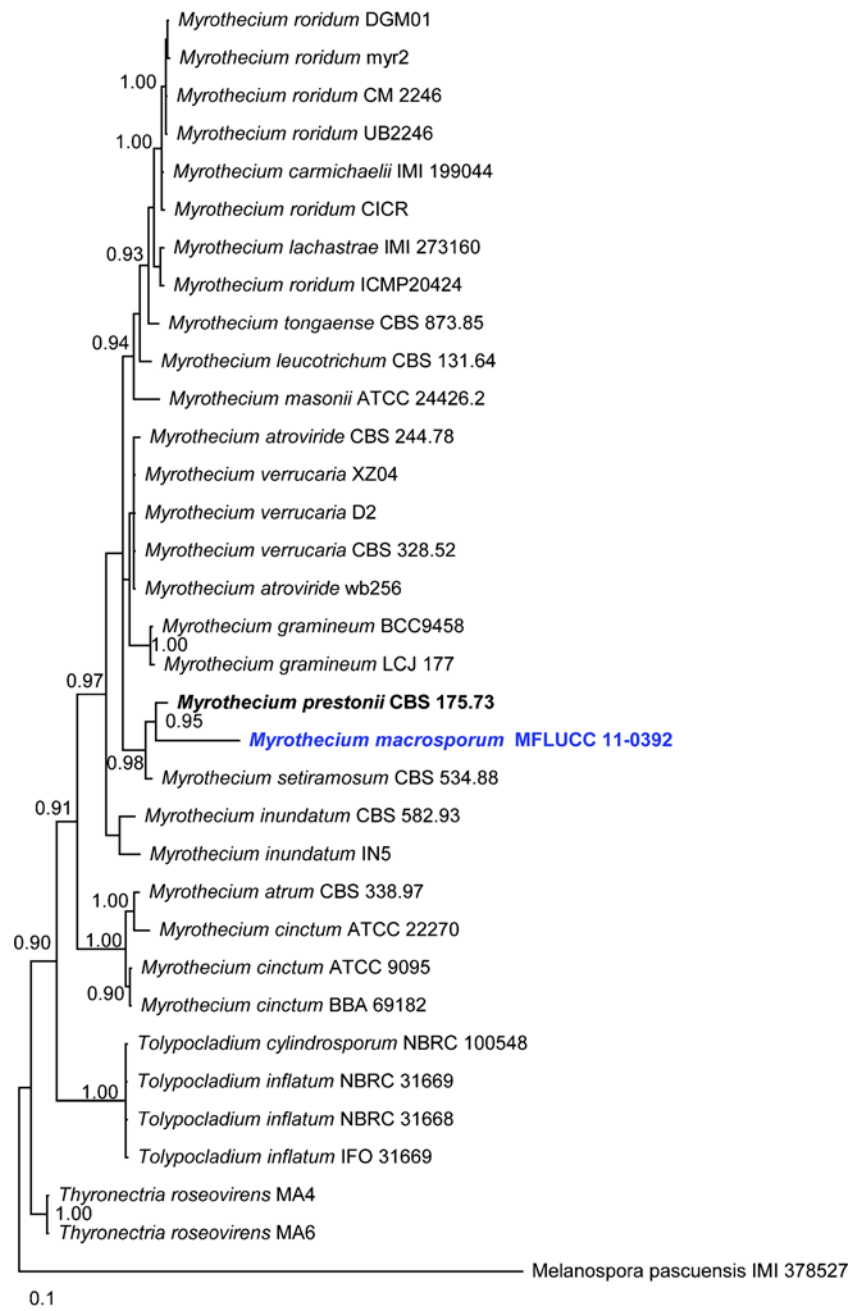 Myrothecium roridum DGM01
Myrothecium roridum myr2
1.00
Myrothecium roridum CM 2246
Myrothecium roridum UB2246
1.00
Myrothecium carmichaelii IMI 199044
Myrothecium roridum CICR
Myrothecium lachastrae IMI 273160
0.93
Myrothecium roridum ICMP20424
Myrothecium tongaense CBS 873.85
0.94
Myrothecium leucotrichum CBS 131.64
Myrothecium masonii ATCC 24426.2
Myrothecium atroviride CBS 244.78
Myrothecium verrucaria XZ04
Myrothecium verrucaria D2
Myrothecium verrucaria CBS 328.52
Myrothecium atroviride wb256
Myrothecium gramineum BCC9458
1.00
Myrothecium gramineum LCJ 177
0.97
Myrothecium prestonii CBS 175.73
0.95
Myrothecium macrosporum MFLUCC 11-0392
0.98
Myrothecium setiramosum CBS 534.88
0.91
Myrothecium inundatum CBS 582.93
Myrothecium inundatum IN5
Myrothecium atrum CBS 338.97
1.00
Myrothecium cinctum ATCC 22270
1.00
0.90
Myrothecium cinctum ATCC 9095
0.90
Myrothecium cinctum BBA 69182
Tolypocladium cylindrosporum NBRC 100548
Tolypocladium inflatum NBRC 31669
1.00
Tolypocladium inflatum NBRC 31668
Tolypocladium inflatum IFO 31669
Thyronectria roseovirens MA4
1.00
Thyronectria roseovirens MA6
Melanospora pascuensis IMI 378527
0.1